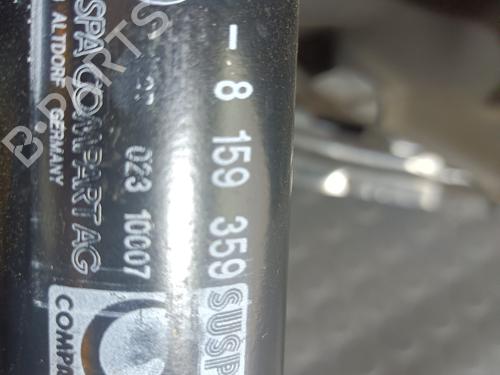 - 8 159 359
SUSP
SPA COMPART AG
ALTDORF GERMANY
023 10007
COMPA
B-PARTS